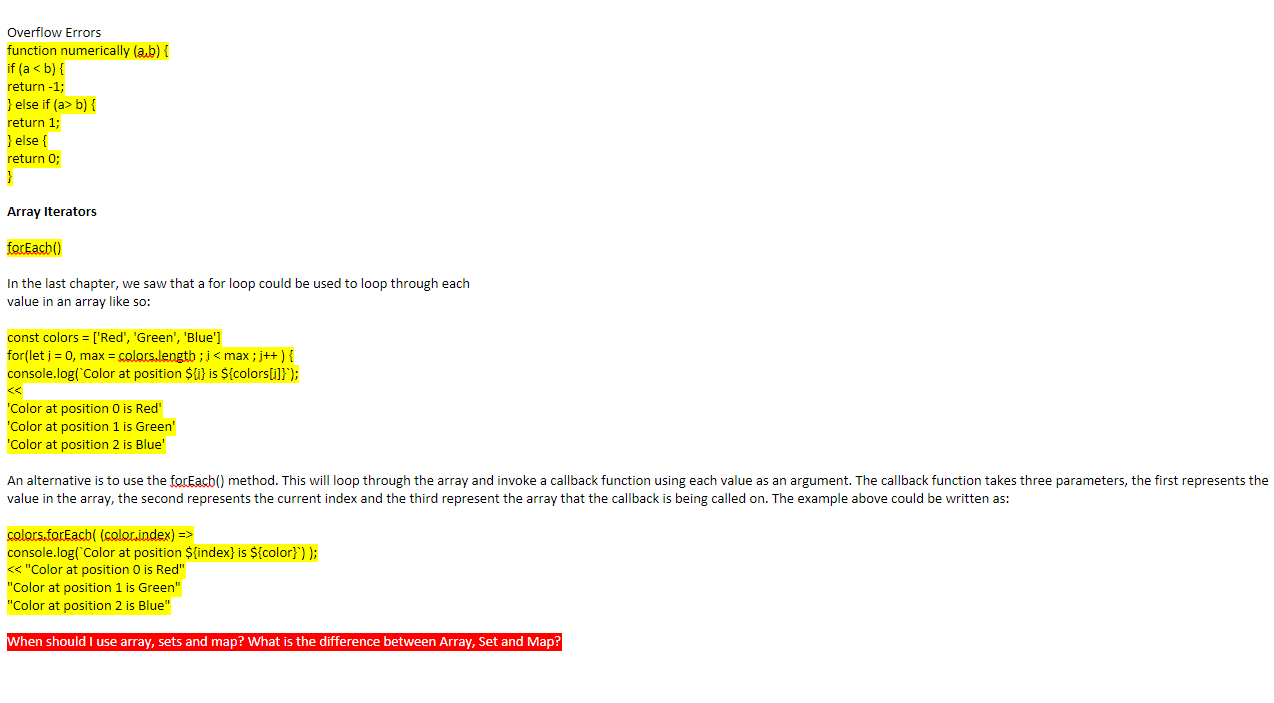 Overflow Errors
function numerically (a,b) {
if (a < b) {
return -1;
} else if (a> b) {
return 1;
} else {
return 0;
}
Array Iterators
forEach()
In the last chapter, we saw that a for loop could be used to loop through each
value in an array like so:
const colors = ['Red', 'Green', 'Blue']
for(let i = 0, max = colors.length ; i < max ; i++ ) {
console.log(`Color at position ${i} is ${colors[i]}`);
<<
'Color at position 0 is Red'
'Color at position 1 is Green'
'Color at position 2 is Blue'
An alternative is to use the forEach() method. This will loop through the array and invoke a callback function using each value as an argument. The callback function takes three parameters, the first represents the
value in the array, the second represents the current index and the third represent the array that the callback is being called on. The example above could be written as:
colors.forEach( (color,index) =>
console.log(`Color at position ${index} is ${color}`) );
<< "Color at position 0 is Red"
"Color at position 1 is Green"
"Color at position 2 is Blue"
When should I use array, sets and map? What is the difference between Array, Set and Map?